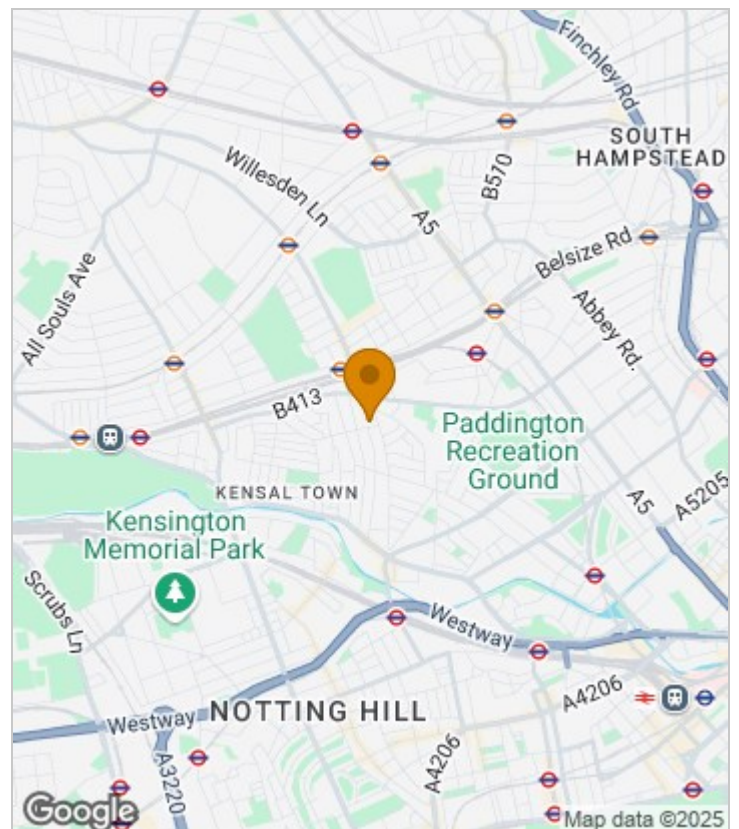 Finchley Rd
SOUTH
HAMPSTEAD
Willesden Ln
B510
A5
Belsize Rd
All Souls Ave
Abbey Rd.
B413
Paddington
Recreation
Ground
KENSAL TOWN
A5
A5205
Kensington
Memorial Park
Scrubs Ln
Westway
A4206
Westway
NOTTING HILL
A4206
A3220
Google
Map data ©2025